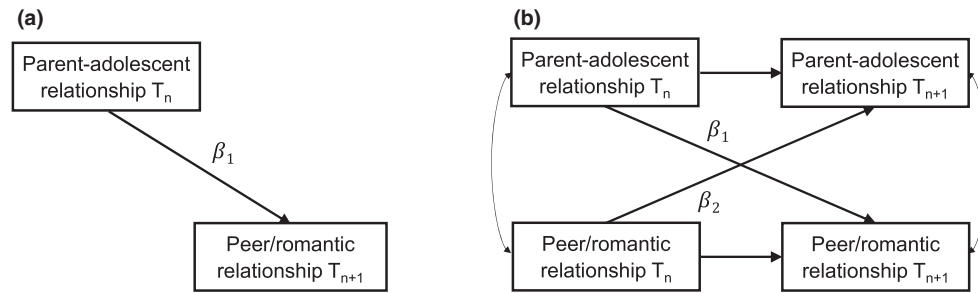 (a)
Parent-adolescent
relationship Tn
β1
Peer/romantic
relationship Tn+1
(b)
Parent-adolescent
relationship Tn
Parent-adolescent
relationship Tn+1
β1
β2
Peer/romantic
relationship Tn
Peer/romantic
relationship Tn+1